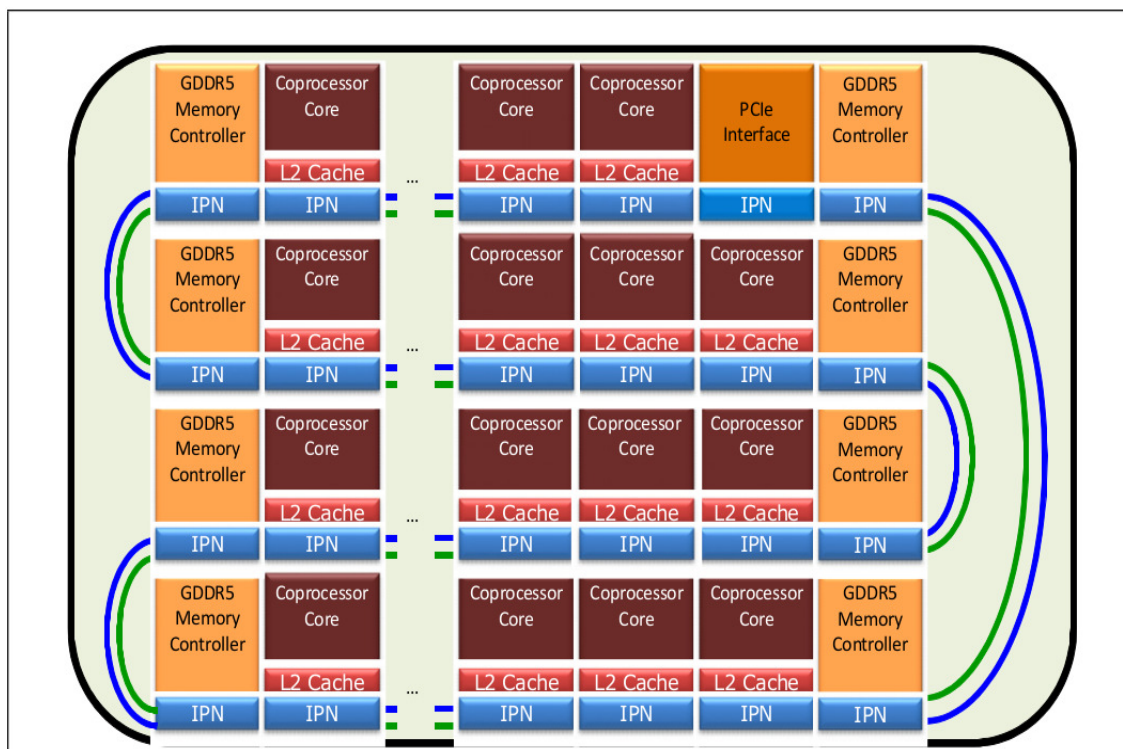 GDDR5
Memory
Controller
Coprocessor
Core
L2 Cache
...
Coprocessor
Core
L2 Cache
Coprocessor
Core
L2 Cache
PCIe
Interface
GDDR5
Memory
Controller
IPN IPN IPN IPN IPN IPN
GDDR5
Memory
Controller
Coprocessor
Core
L2 Cache
...
Coprocessor
Core
L2 Cache
Coprocessor
Core
L2 Cache
Coprocessor
Core
L2 Cache
GDDR5
Memory
Controller
IPN IPN IPN IPN IPN IPN
GDDR5
Memory
Controller
Coprocessor
Core
L2 Cache
...
Coprocessor
Core
L2 Cache
Coprocessor
Core
L2 Cache
Coprocessor
Core
L2 Cache
GDDR5
Memory
Controller
IPN IPN IPN IPN IPN IPN
GDDR5
Memory
Controller
Coprocessor
Core
L2 Cache
...
Coprocessor
Core
L2 Cache
Coprocessor
Core
L2 Cache
Coprocessor
Core
L2 Cache
GDDR5
Memory
Controller
IPN IPN IPN IPN IPN IPN